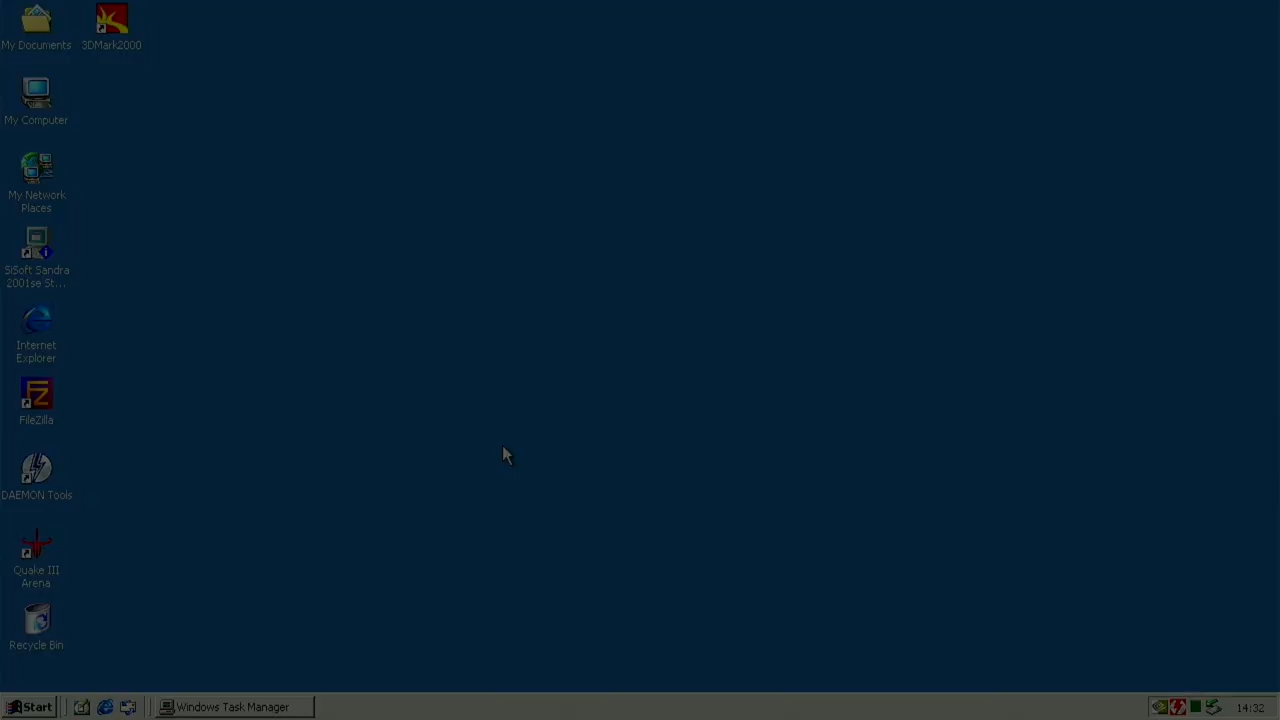 My Documents
3DMark2000
My Computer
My Network
Places
SiSoft Sandra
2001se St...
Internet
Explorer
FileZilla
DAEMON Tools
Quake III
Arena
Recycle Bin
Start
Windows Task Manager
14:32